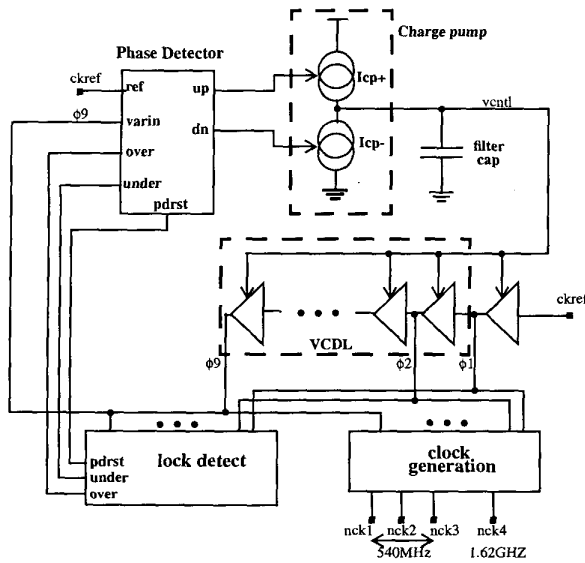 Phase Detector
Charge pump
ckref
ref
up
Icp+
φ9
varin
dn
vcntl
over
Icp-
filter
cap
under
pdrst
VCDL
ckref
φ9
φ2
φ1
lock detect
pdrst
under
over
clock
generation
nck1
nck2
nck3
nck4
540MHz
1.62GHZ